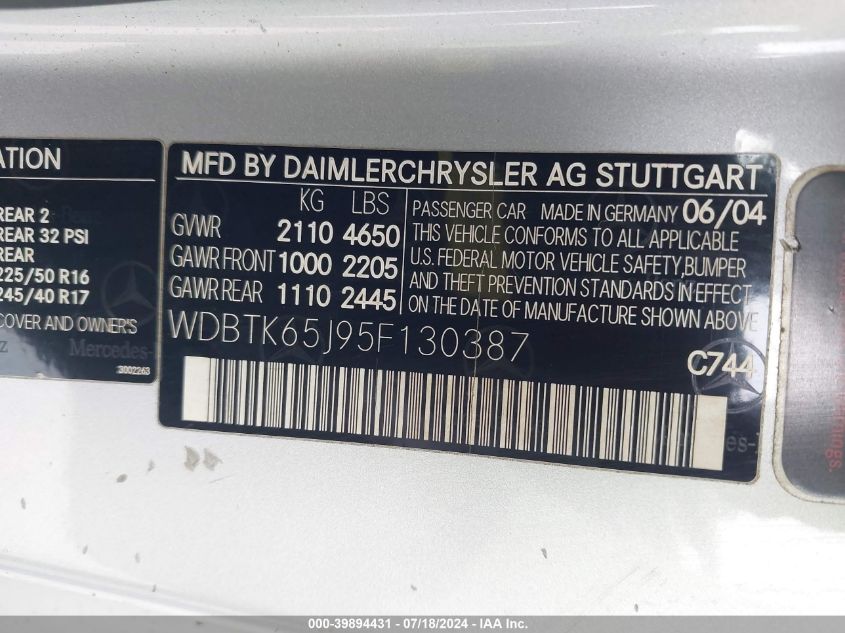 ATION
REAR 2
REAR 32 PSI
REAR
225/50 R16
245/40 R17
COVER AND OWNER'S
z
Mercedes-
3002263
MFD BY DAIMLERCHRYSLER AG STUTTGART
KG LBS
GVWR 2110 4650
GAWR FRONT 1000 2205
GAWR REAR 1110 2445
PASSENGER CAR MADE IN GERMANY 06/04
THIS VEHICLE CONFORMS TO ALL APPLICABLE
U.S. FEDERAL MOTOR VEHICLE SAFETY,BUMPER
AND THEFT PREVENTION STANDARDS IN EFFECT
ON THE DATE OF MANUFACTURE SHOWN ABOVE
WDBTK65J95F130387
C744
000-39894431 - 07/18/2024 - IAA Inc.